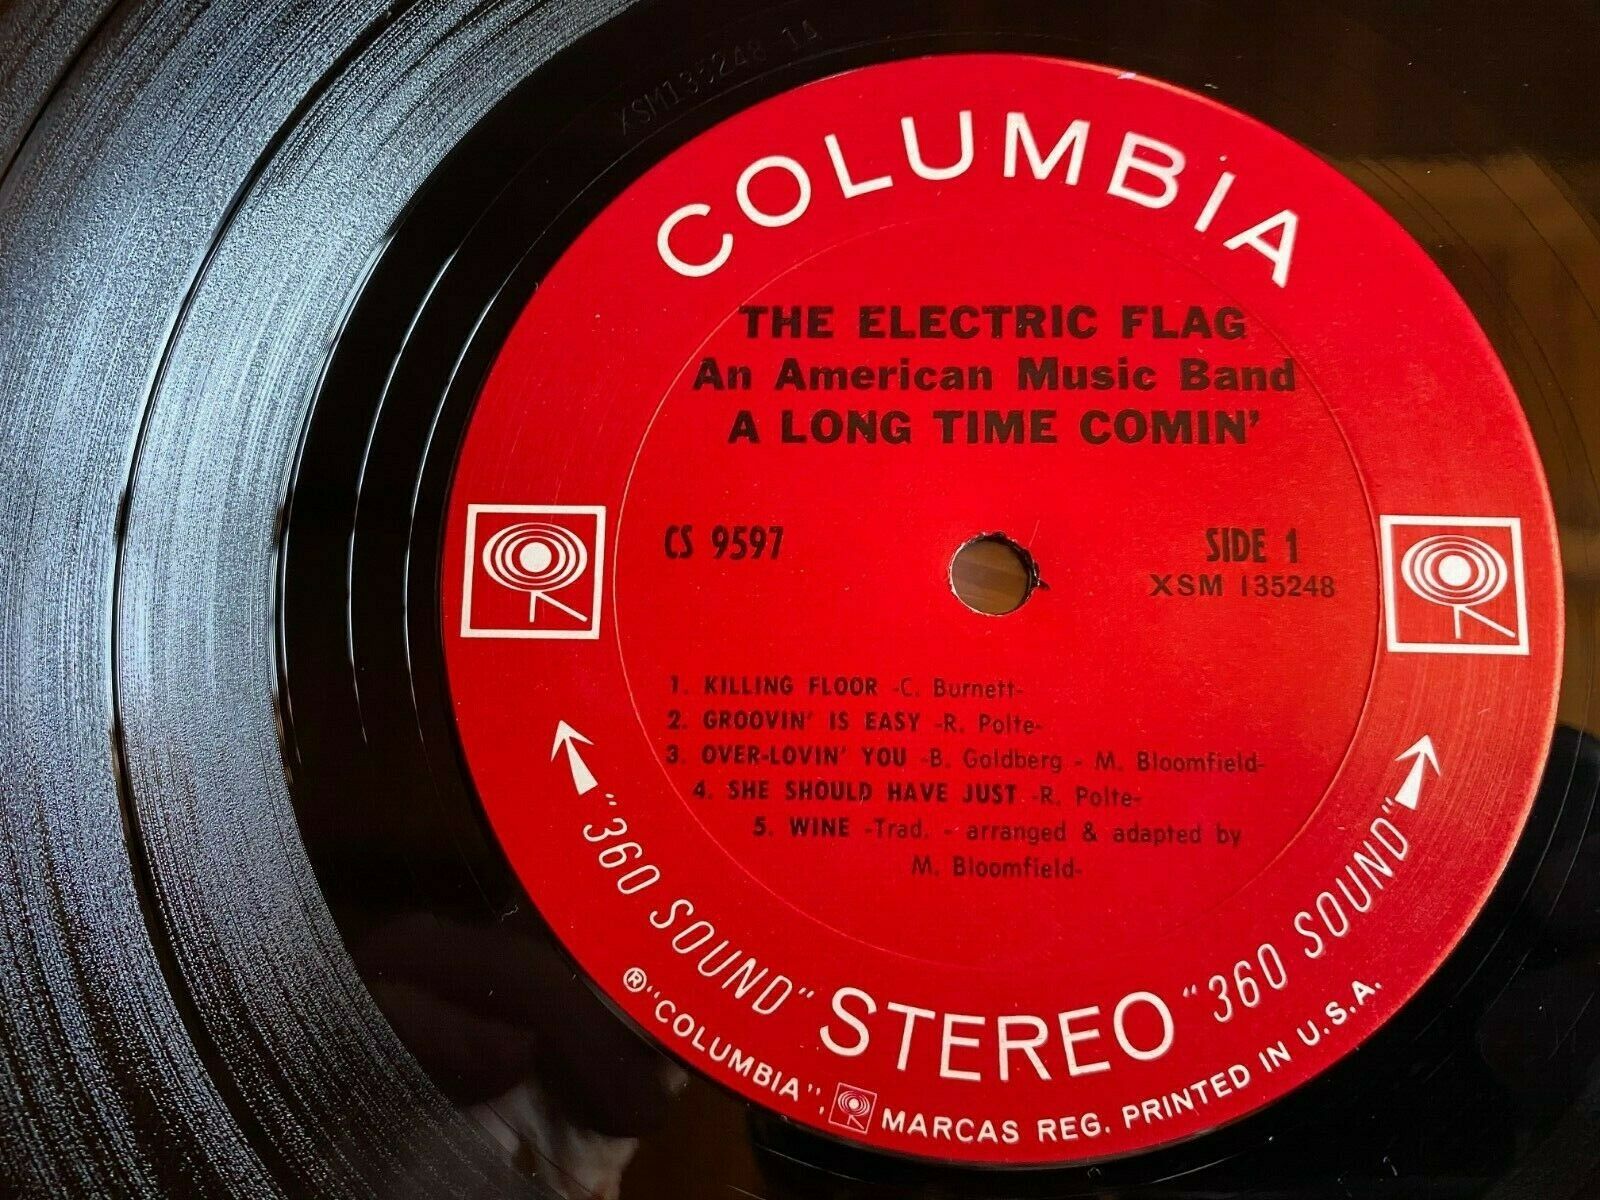 XSM135248 1A
COLUMBIA
THE ELECTRIC FLAG
An American Music Band
A LONG TIME COMIN'
CS 9597
SIDE 1
XSM 135248
1. KILLING FLOOR -C. Burnett-
2. GROOVIN' IS EASY -R. Polte-
3. OVER-LOVIN' YOU -B. Goldberg - M. Bloomfield-
4. SHE SHOULD HAVE JUST -R. Polte-
5. WINE -Trad. - arranged & adapted by
M. Bloomfield-
"360 SOUND" STEREO "360 SOUND"
® "COLUMBIA", MARCAS REG. PRINTED IN U.S.A.